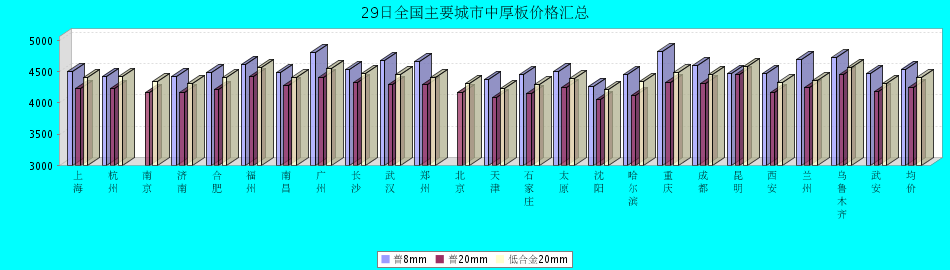 29日全国主要城市中厚板价格汇总
5000
4500
4000
3500
3000
上海
杭州
南京
济南
合肥
福州
南昌
广州
长沙
武汉
郑州
北京
天津
石家庄
太原
沈阳
哈尔滨
重庆
成都
昆明
西安
兰州
乌鲁木齐
武安
均价
普8mm
普20mm
低合金20mm